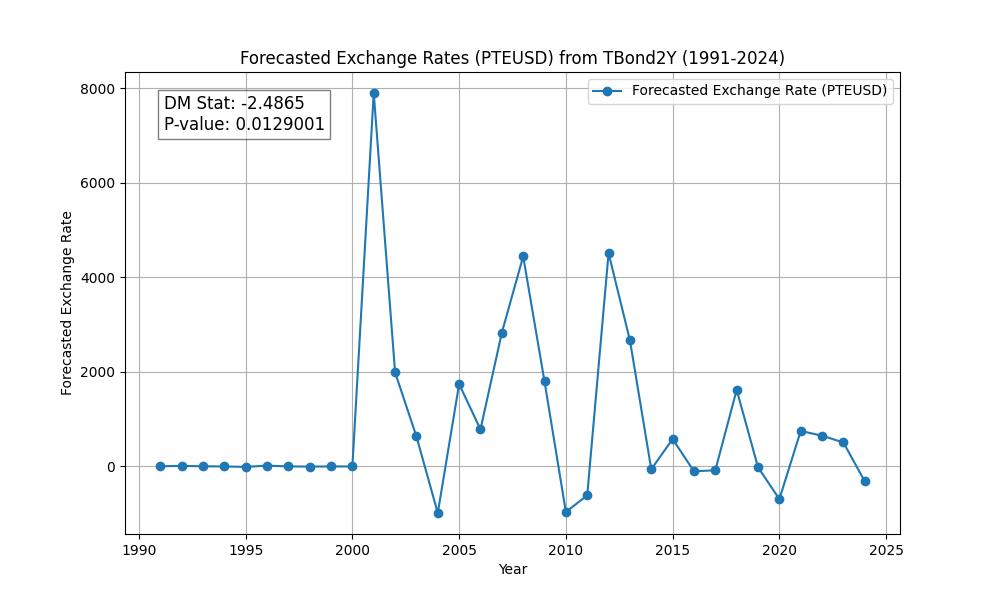 Forecasted Exchange Rates (PTEUSD) from TBond2Y (1991-2024)
DM Stat: -2.4865
P-value: 0.0129001
Forecasted Exchange Rate (PTEUSD)
Forecasted Exchange Rate
8000
6000
4000
2000
0
1990 1995 2000 2005 2010 2015 2020 2025
Year